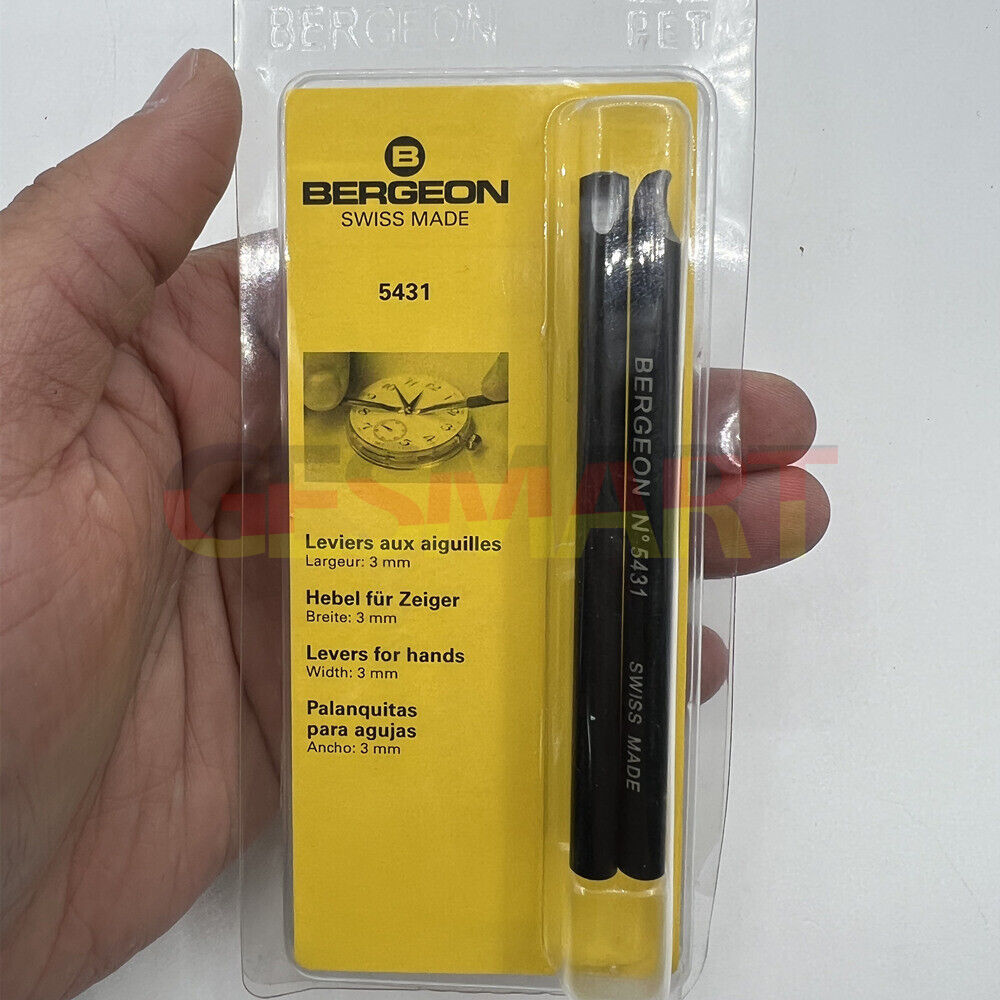 BERGEON PET
B
BERGEON
SWISS MADE
5431
Leviers aux aiguilles
Largeur: 3 mm
Hebel für Zeiger
Breite: 3 mm
Levers for hands
Width: 3 mm
Palanquitas
para agujas
Ancho: 3 mm
BERGEON N° 5431 SWISS MADE
GFSMART